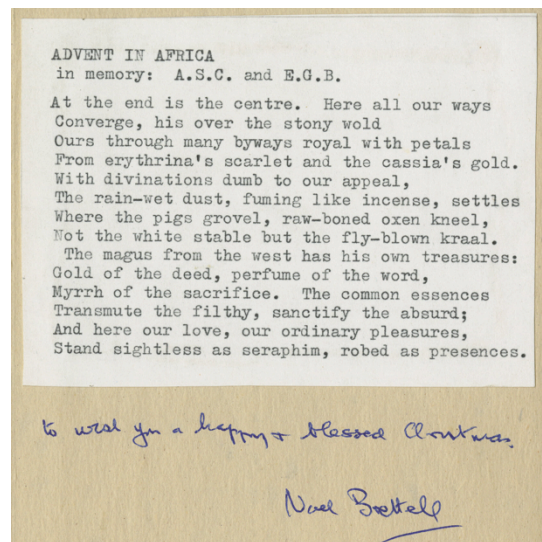 ADVENT IN AFRICA
in memory: A.S.C. and E.G.B.
At the end is the centre. Here all our ways
Converge, his over the stony wold
Ours through many byways royal with petals
From erythrina's scarlet and the cassia's gold.
With divinations dumb to our appeal,
The rain-wet dust, fuming like incense, settles
Where the pigs grovel, raw-boned oxen kneel,
Not the white stable but the fly-blown kraal.
The magus from the west has his own treasures:
Gold of the deed, perfume of the word,
Myrrh of the sacrifice. The common essences
Transmute the filthy, sanctify the absurd;
And here our love, our ordinary pleasures,
Stand sightless as seraphim, robed as presences.
to wish you a happy & blessed Christmas.
Noel Brettell